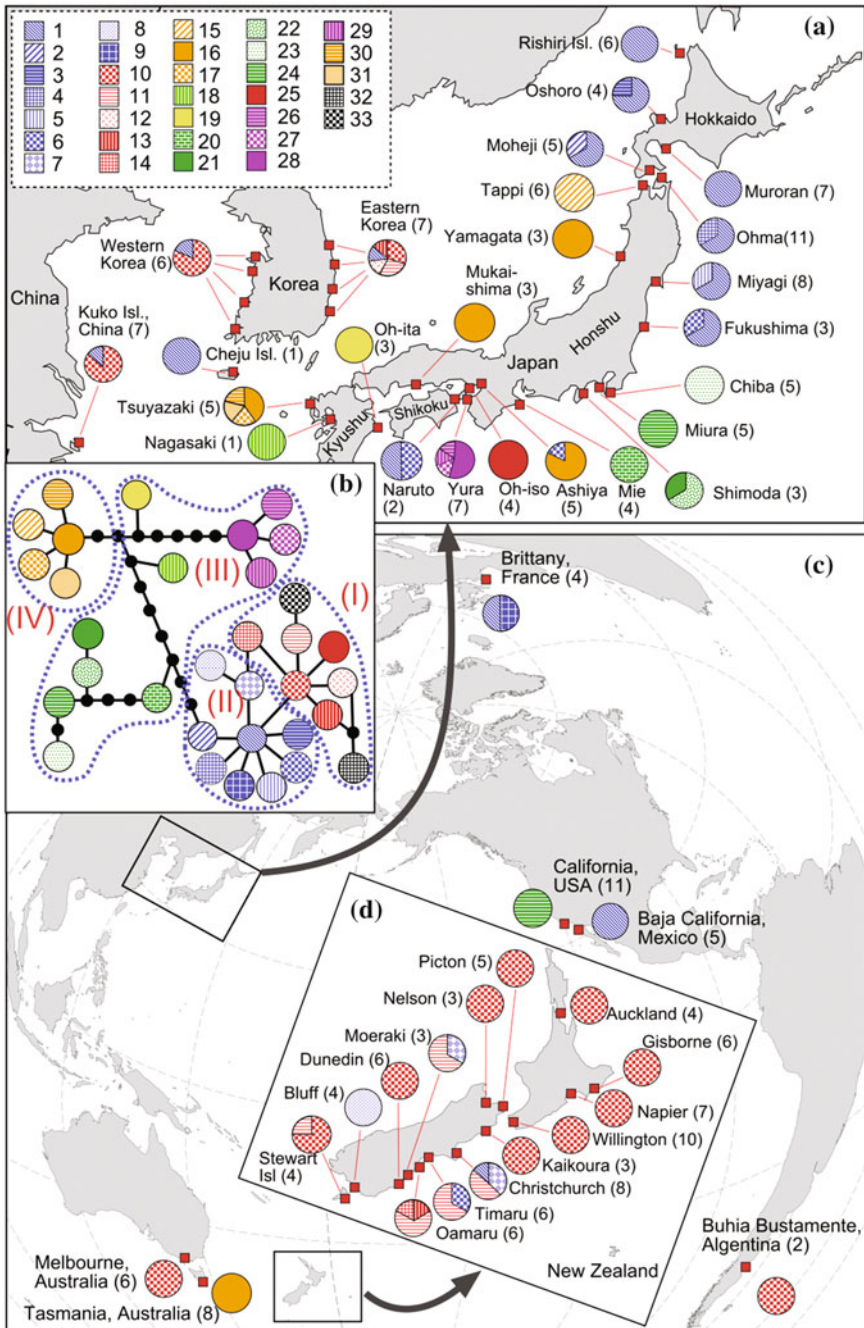 (a)
1
2
3
4
5
6
7
8
9
10
11
12
13
14
15
16
17
18
19
20
21
22
23
24
25
26
27
28
29
30
31
32
33
Rishiri Isl. (6)
Oshoro (4)
Hokkaido
Moheji (5)
Tappi (6)
Muroran (7)
Yamagata (3)
Ohma(11)
Miyagi (8)
Fukushima (3)
Eastern
Korea (7)
Western
Korea (6)
Korea
China
Kuko Isl.,
China (7)
Mukai-
shima (3)
Oh-ita
(3)
Japan
Honshu
Cheju Isl. (1)
Chiba
(5)
Tsuyazaki (5)
Nagasaki (1)
Kyushu
Shikoku
Miura
(5)
Naruto
(2)
Yura
(7)
Oh-iso
(4)
Ashiya
(5)
Mie
(4)
Shimoda (3)
(b)
(III)
(I)
(IV)
(II)
(c)
Brittany,
France (4)
California,
USA (11)
Baja California,
Mexico (5)
(d)
Picton
(5)
Nelson (3)
Auckland (4)
Moeraki (3)
Gisborne (6)
Dunedin (6)
Bluff (4)
Napier (7)
Willington (10)
Stewart
Isl (4)
Kaikoura (3)
Christchurch (8)
Timaru (6)
Oamaru (6)
New Zealand
Buhia Bustamente,
Algentina (2)
Melbourne,
Australia (6)
Tasmania, Australia (8)